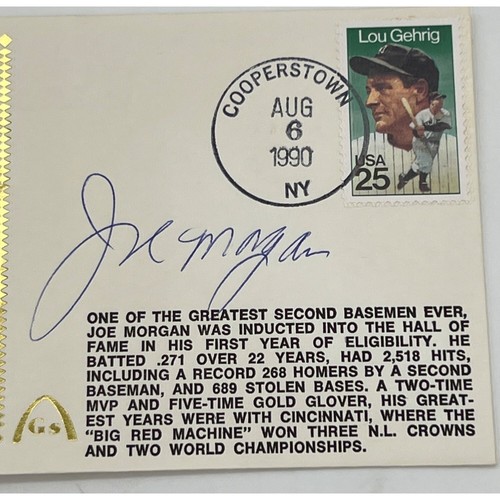 Lou Gehrig
COOPERSTOWN
AUG
6
1990
NY
USA
25
Joe Morgan
ONE OF THE GREATEST SECOND BASEMEN EVER,
JOE MORGAN WAS INDUCTED INTO THE HALL OF
FAME IN HIS FIRST YEAR OF ELIGIBILITY. HE
BATTED .271 OVER 22 YEARS, HAD 2,518 HITS,
INCLUDING A RECORD 268 HOMERS BY A SECOND
BASEMAN, AND 689 STOLEN BASES. A TWO-TIME
MVP AND FIVE-TIME GOLD GLOVER, HIS GREAT-
EST YEARS WERE WITH CINCINNATI, WHERE THE
"BIG RED MACHINE" WON THREE N.L. CROWNS
AND TWO WORLD CHAMPIONSHIPS.
GS